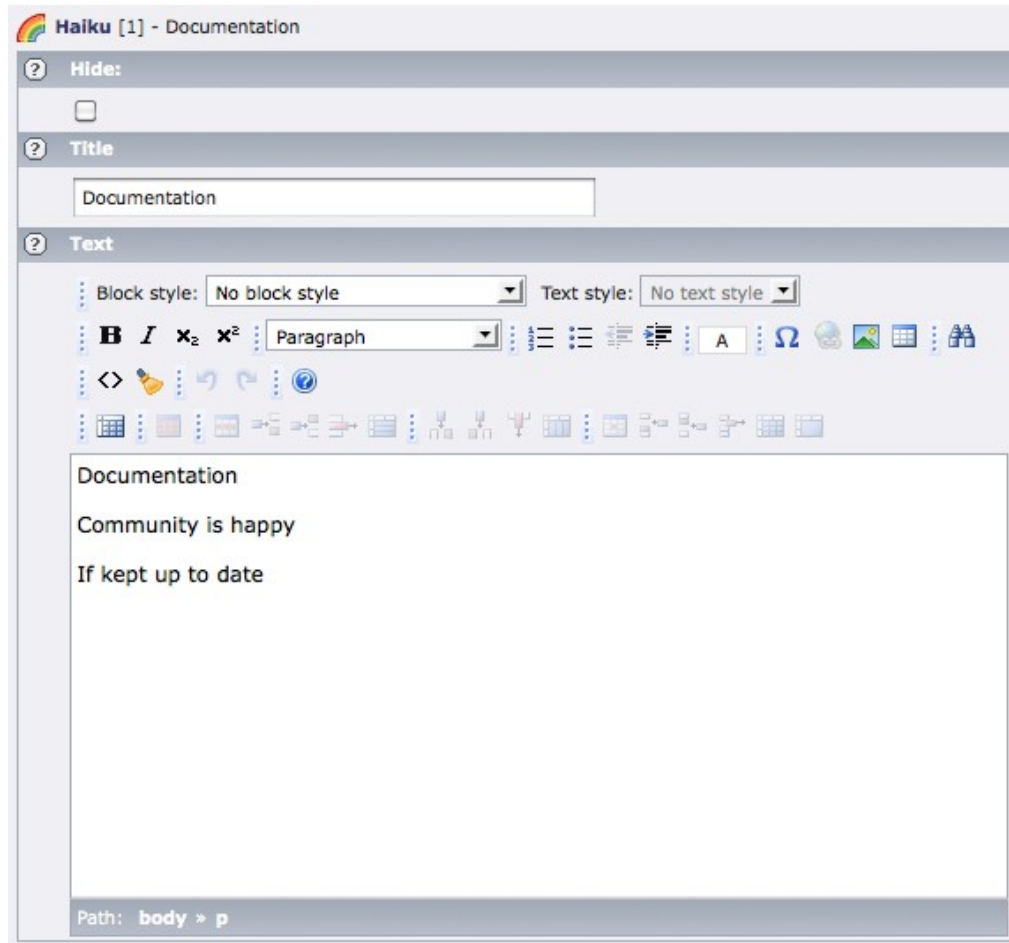 Haiku [1] - Documentation
? Hide:
? Title
Documentation
? Text
Block style: No block style Text style: No text style
B I x₂ x² Paragraph A Ω
<> ?
Documentation
Community is happy
If kept up to date
Path: body » p